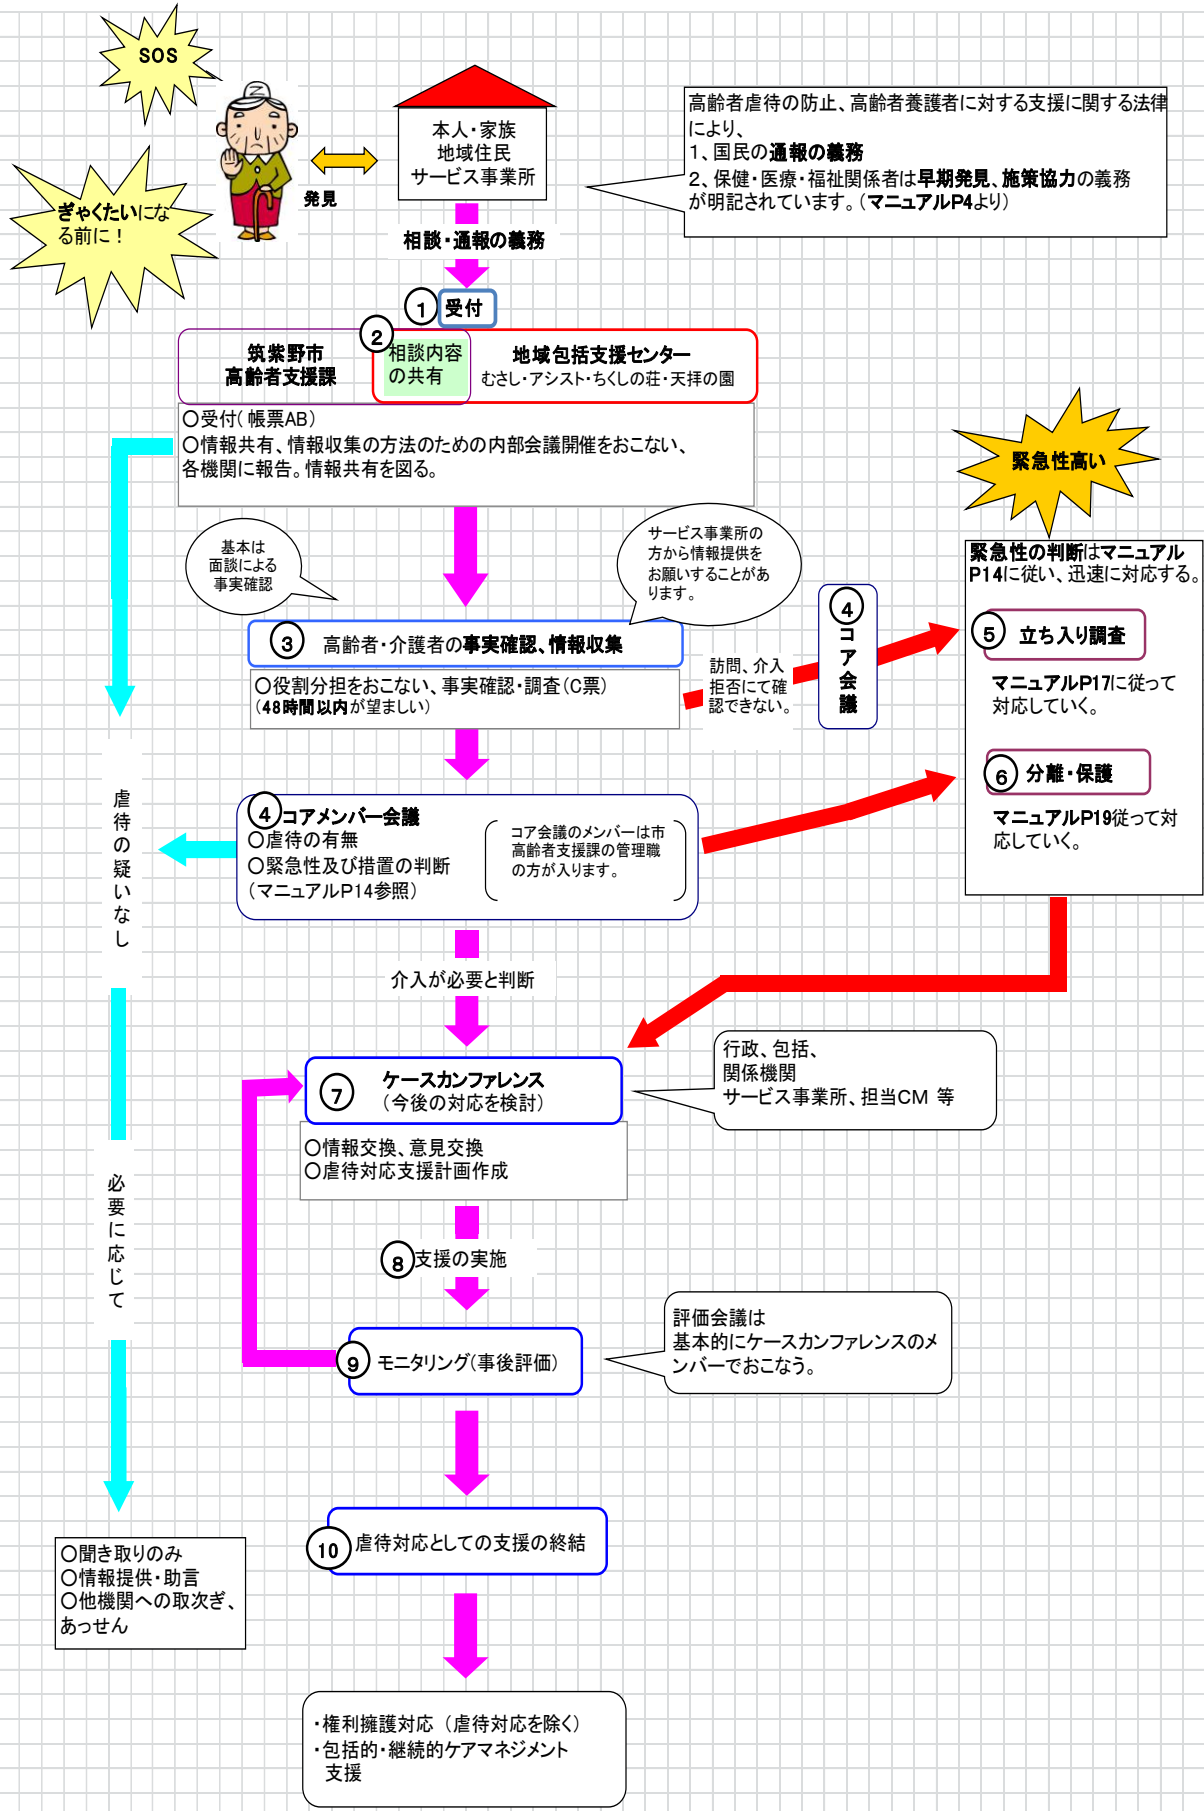 SOS
ぎゃくたいにな
る前に！
発見
本人・家族
地域住民
サービス事業所
高齢者虐待の防止、高齢者養護者に対する支援に関する法律
により、
1、国民の通報の義務
2、保健・医療・福祉関係者は早期発見、施策協力の義務
が明記されています。（マニュアルP4より）
相談・通報の義務
1 受付
2
筑紫野市
高齢者支援課
相談内容
の共有
地域包括支援センター
むさし・アシスト・ちくしの荘・天拝の園
○受付（帳票AB）
○情報共有、情報収集の方法のための内部会議開催をおこない、
各機関に報告。情報共有を図る。
緊急性高い
基本は
面談による
事実確認
サービス事業所の
方から情報提供を
お願いすることがあ
ります。
緊急性の判断はマニュアル
P14に従い、迅速に対応する。
4 コア会議
3 高齢者・介護者の事実確認、情報収集
○役割分担をおこない、事実確認・調査（C票）
（48時間以内が望ましい）
訪問、介入
拒否にて確
認できない。
5 立ち入り調査
マニュアルP17に従って
対応していく。
6 分離・保護
マニュアルP19従って対
応していく。
虐待の疑いなし
4 コアメンバー会議
○虐待の有無
○緊急性及び措置の判断
（マニュアルP14参照）
コア会議のメンバーは市
高齢者支援課の管理職
の方が入ります。
介入が必要と判断
7 ケースカンファレンス
（今後の対応を検討）
行政、包括、
関係機関
サービス事業所、担当CM 等
○情報交換、意見交換
○虐待対応支援計画作成
必要に応じて
8 支援の実施
9 モニタリング（事後評価）
評価会議は
基本的にケースカンファレンスのメ
ンバーでおこなう。
10 虐待対応としての支援の終結
○聞き取りのみ
○情報提供・助言
○他機関への取次ぎ、
あっせん
・権利擁護対応（虐待対応を除く）
・包括的・継続的ケアマネジメント
支援